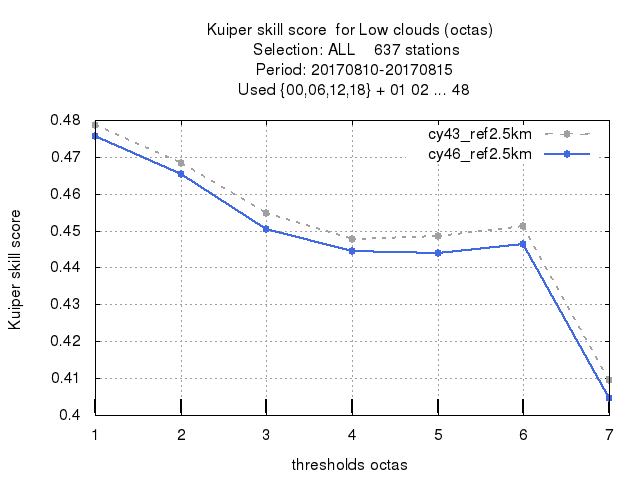 Kuiper skill score  for Low clouds (octas)
Selection: ALL    637 stations
Period: 20170810-20170815
Used {00,06,12,18} + 01 02 ... 48
cy43_ref2.5km
cy46_ref2.5km
Kuiper skill score
0.48
0.47
0.46
0.45
0.44
0.43
0.42
0.41
0.4
1 2 3 4 5 6 7
thresholds octas